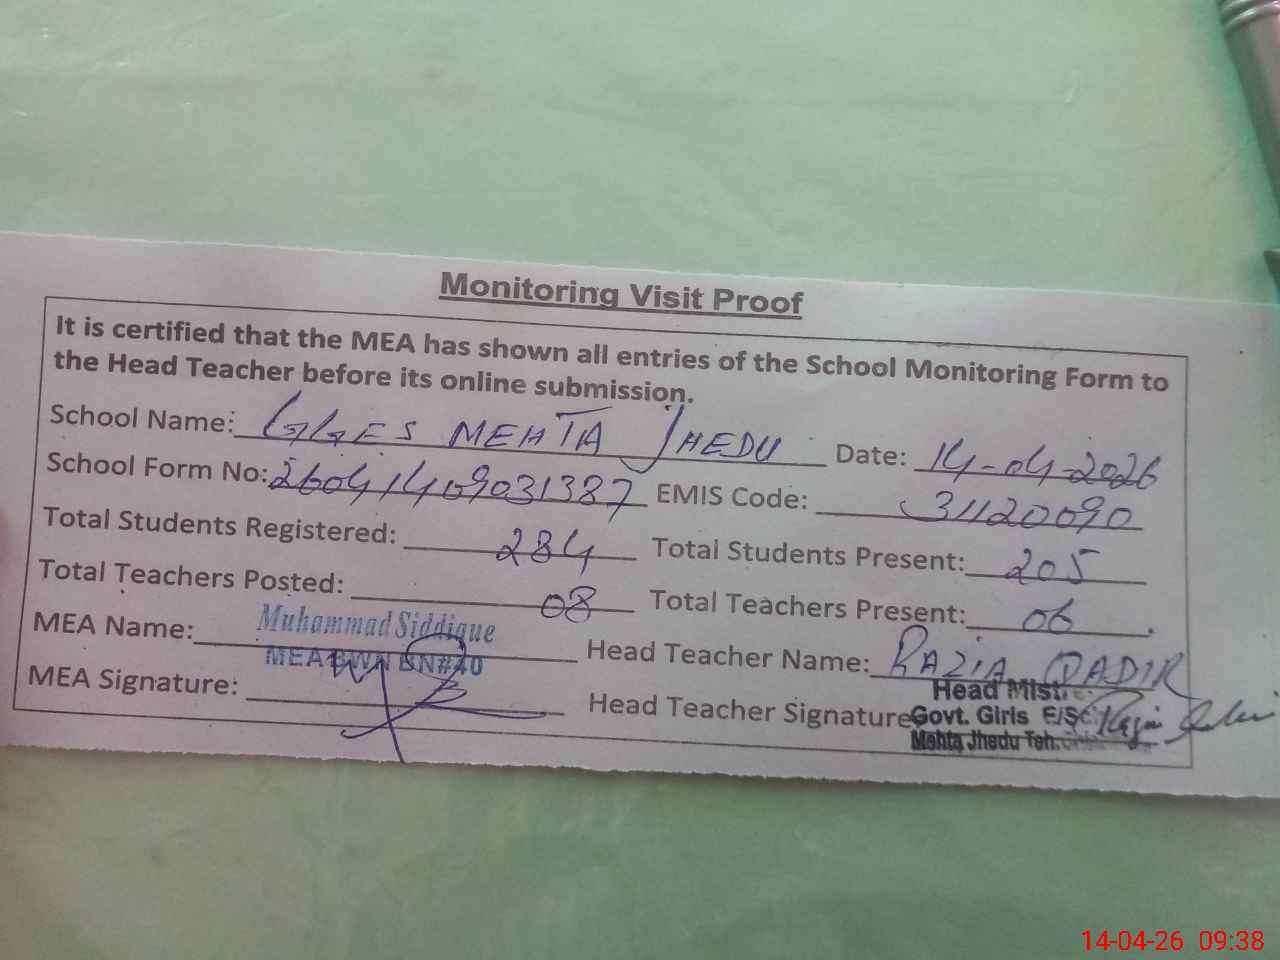 Monitoring Visit Proof
It is certified that the MEA has shown all entries of the School Monitoring Form to
the Head Teacher before its online submission.
School Name: GGES MEHTA JHEDU Date: 14-04-2026
School Form No: 26041409031387 EMIS Code: 31120090
Total Students Registered: 284 Total Students Present: 205
Total Teachers Posted: 08 Total Teachers Present: 06
MEA Name: Muhammad Siddique Head Teacher Name: RAZIA QADIR
MEA BWN
MEA Signature: Head Teacher Signature
Head Mist
Govt. Girls E/Sc
Mehta Jhedu Teh.
14-04-26 09:38